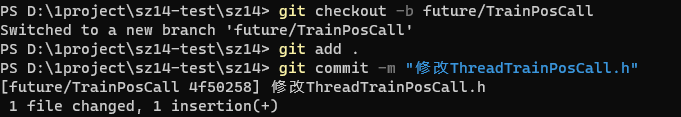 PS D:\1project\sz14-test\sz14> git checkout -b future/TrainPosCall
Switched to a new branch 'future/TrainPosCall'
PS D:\1project\sz14-test\sz14> git add .
PS D:\1project\sz14-test\sz14> git commit -m "修改ThreadTrainPosCall.h"
[future/TrainPosCall 4f50258] 修改ThreadTrainPosCall.h
 1 file changed, 1 insertion(+)